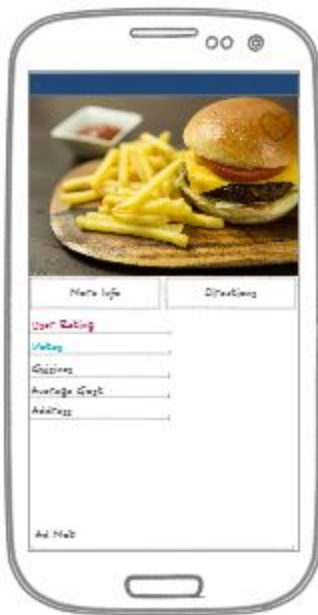 More Info
Directions
User Rating
Votes
Cuisines
Average Cost
Address
Ad Mob